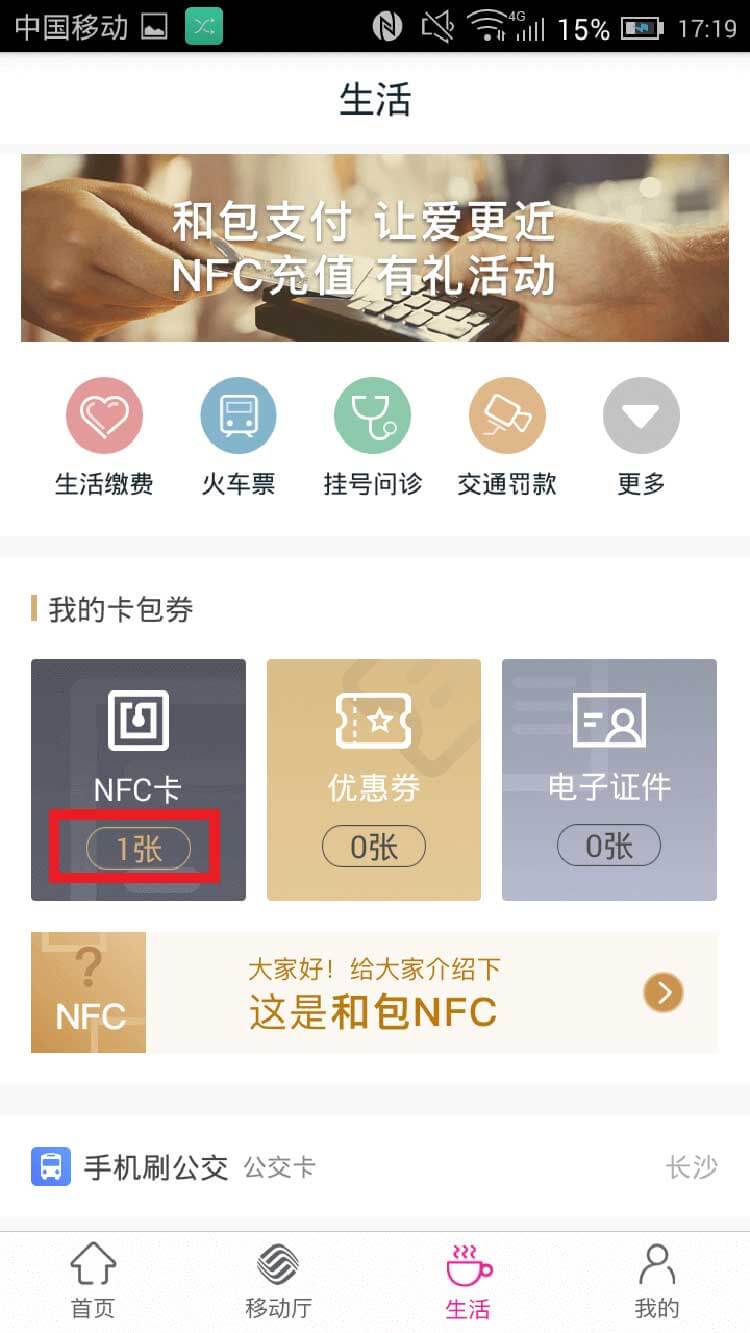 中国移动 4G 15% 17:19
生活
和包支付 让爱更近
NFC充值 有礼活动
生活缴费 火车票 挂号问诊 交通罚款 更多
我的卡包券
NFC卡 优惠券 电子证件
1张 0张 0张
?
NFC
大家好！给大家介绍下
这是和包NFC
手机刷公交 公交卡 长沙
首页 移动厅 生活 我的